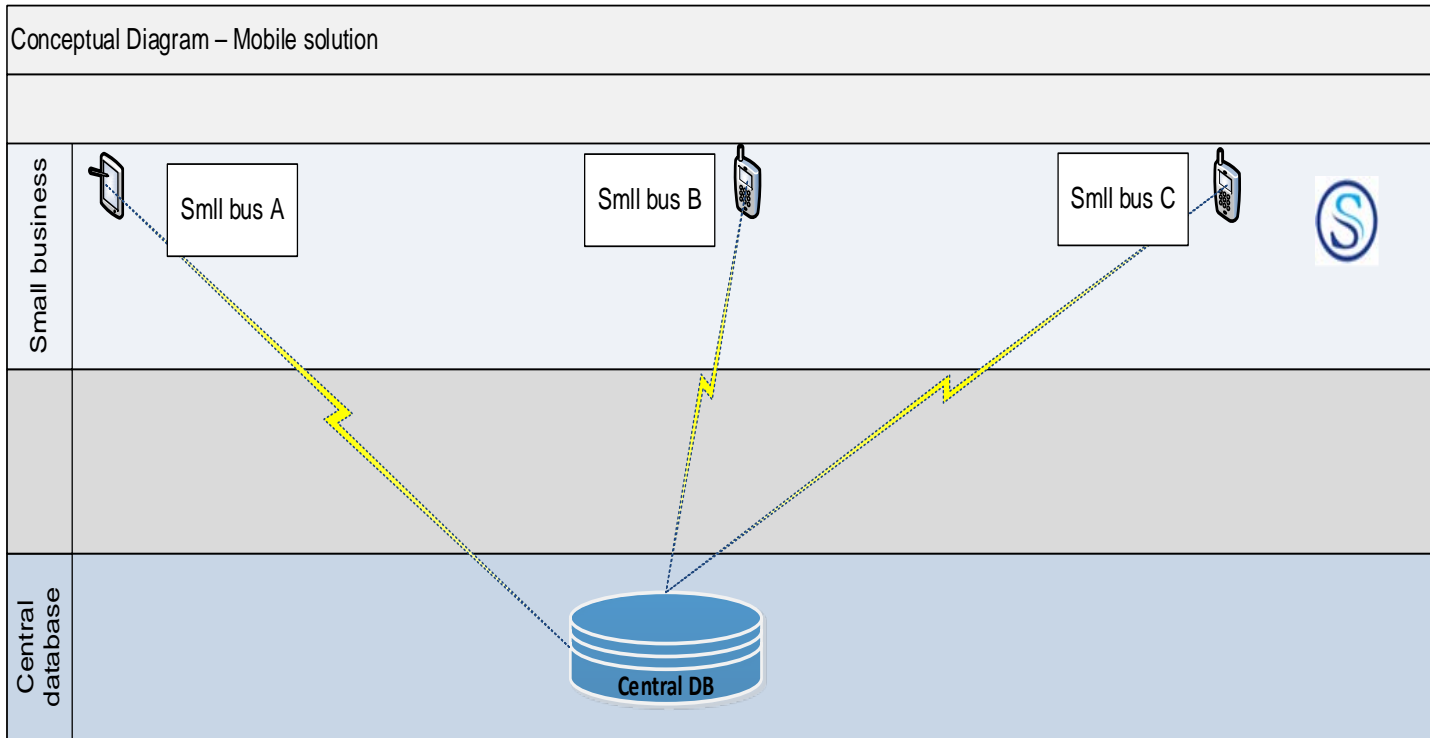 Conceptual Diagram – Mobile solution
Small business
Smll bus A
Smll bus B
Smll bus C
S
Central
database
Central DB